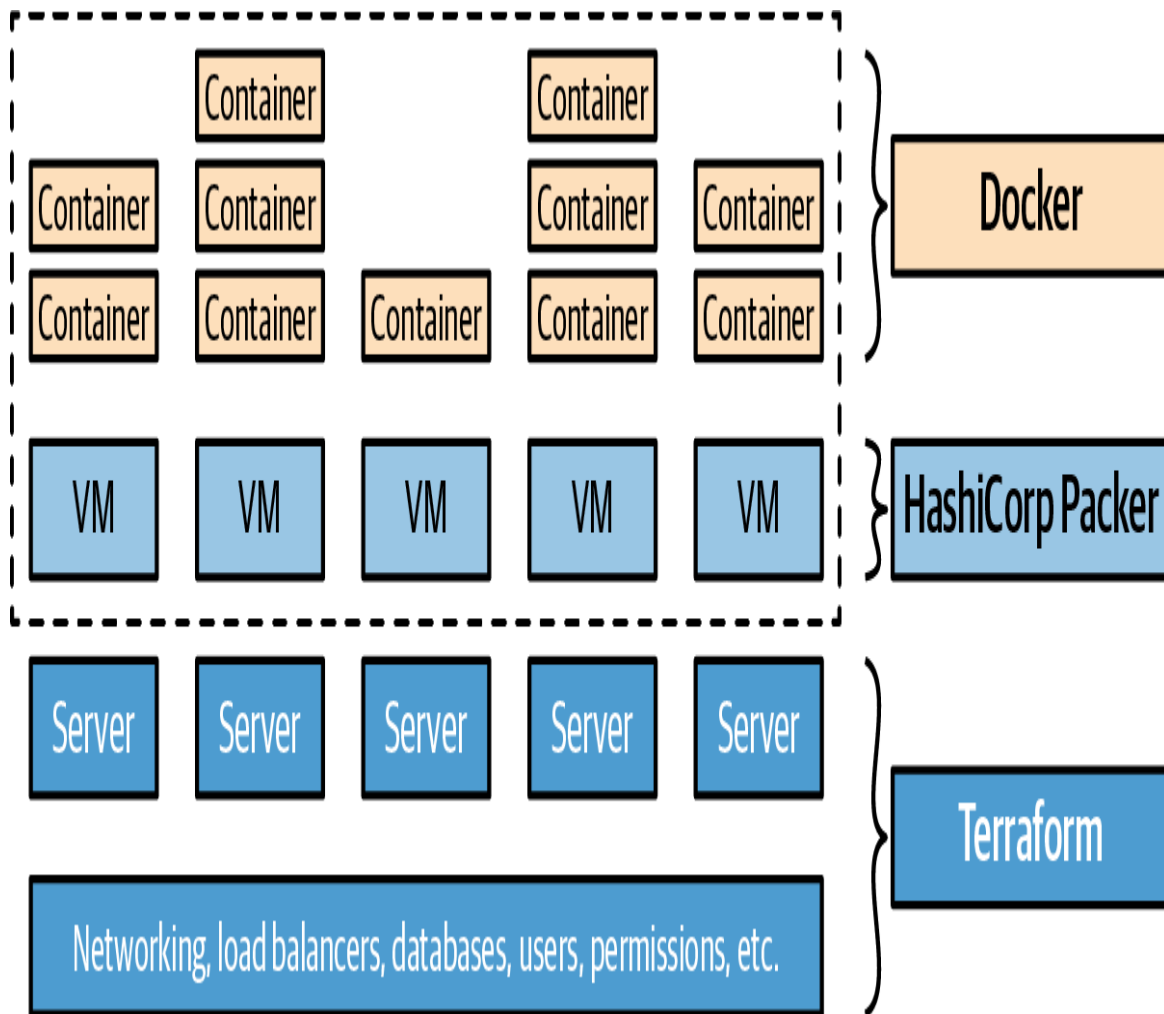 Container Container
Container Container Container Container
Container Container Container Container Container
Docker
VM VM VM VM VM
HashiCorp Packer
Server Server Server Server Server
Terraform
Networking, load balancers, databases, users, permissions, etc.